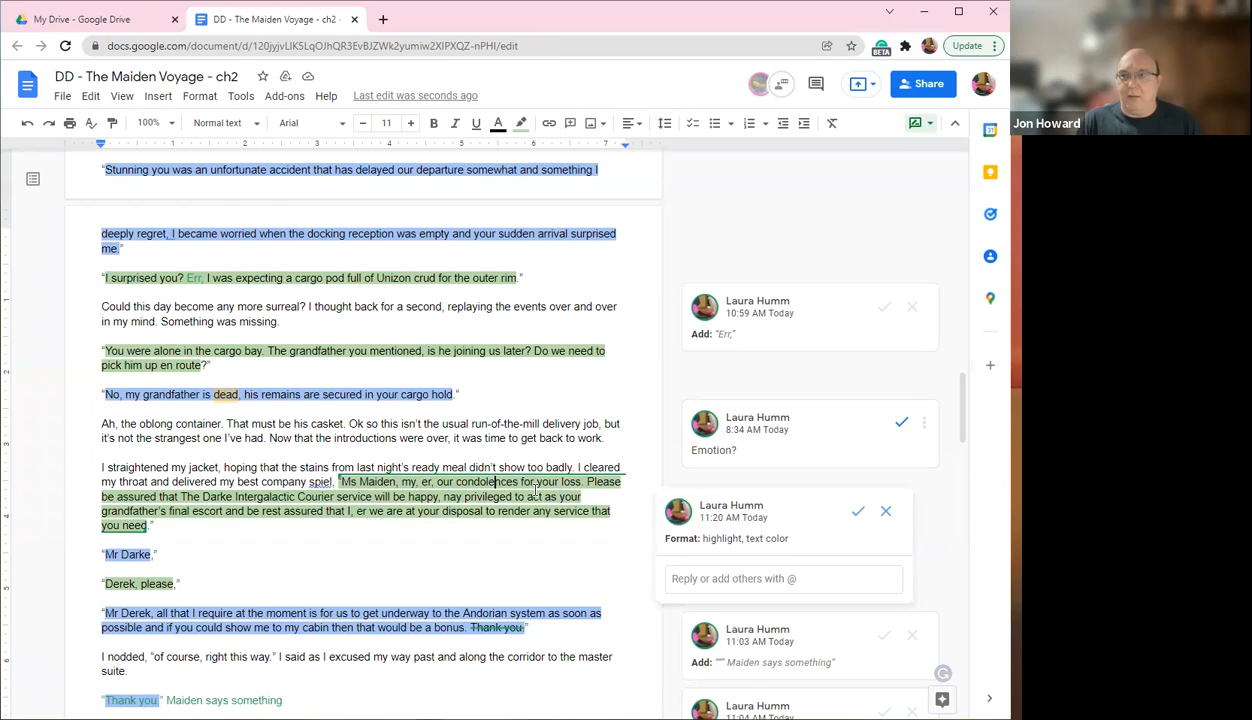 My Drive - Google Drive
DD - The Maiden Voyage - ch2 -
docs.google.com/document/d/120jyjvLIK5LqOJhQR3EvBJZWk2yumiw2XIPXQZ-nPHI/edit
BETA
Update
DD - The Maiden Voyage - ch2
File Edit View Insert Format Tools Add-ons Help Last edit was seconds ago
Share
100% Normal text Arial 11 B I U A
Jon Howard
1 2 3 4 5 6 7
“Stunning you was an unfortunate accident that has delayed our departure somewhat and something I
deeply regret, I became worried when the docking reception was empty and your sudden arrival surprised
me.”
“I surprised you? Err, I was expecting a cargo pod full of Unizon crud for the outer rim.”
Could this day become any more surreal? I thought back for a second, replaying the events over and over
in my mind. Something was missing.
“You were alone in the cargo bay. The grandfather you mentioned, is he joining us later? Do we need to
pick him up en route?”
“No, my grandfather is dead, his remains are secured in your cargo hold.”
Ah, the oblong container. That must be his casket. Ok so this isn’t the usual run-of-the-mill delivery job, but
it’s not the strangest one I’ve had. Now that the introductions were over, it was time to get back to work.
I straightened my jacket, hoping that the stains from last night’s ready meal didn’t show too badly. I cleared
my throat and delivered my best company spiel, “Ms Maiden, my, er, our condolences for your loss. Please
be assured that The Darke Intergalactic Courier service will be happy, nay privileged to act as your
grandfather’s final escort and be rest assured that I, er we are at your disposal to render any service that
you need.”
“Mr Darke,”
“Derek, please,”
“Mr Derek, all that I require at the moment is for us to get underway to the Andorian system as soon as
possible and if you could show me to my cabin then that would be a bonus. Thank you.”
I nodded, “of course, right this way.” I said as I excused my way past and along the corridor to the master
suite.
“Thank you.” Maiden says something
Laura Humm
10:59 AM Today
Add: “Err,”
Laura Humm
8:34 AM Today
Emotion?
Laura Humm
11:20 AM Today
Format: highlight, text color
Reply or add others with @
Laura Humm
11:03 AM Today
Add: “”” Maiden says something”
Laura Humm
11:04 AM Today